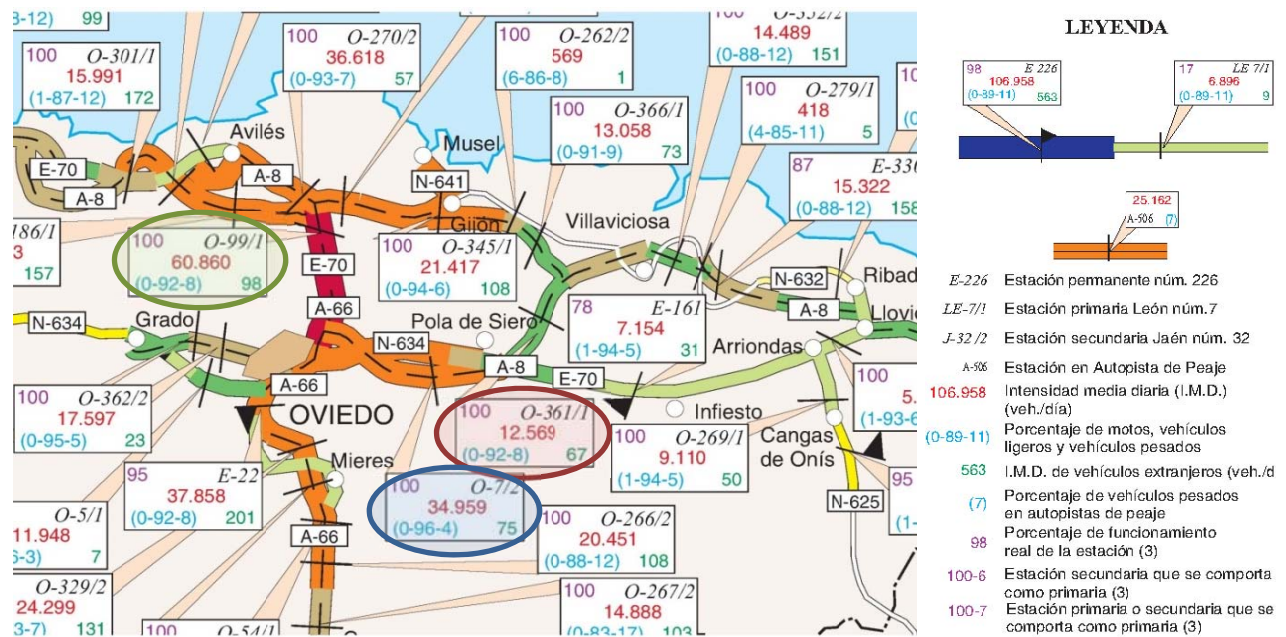 8-12) 99
100 O-301/1
15.991
(1-87-12) 172
100 O-270/2
36.618
(0-93-7) 57
100 O-262/2
569
(6-86-8) 1
100 O-352/2
14.489
(0-88-12) 151
100 O-366/1
13.058
(0-91-9) 73
100 O-279/1
418
(4-85-11) 5
87 E-330
15.322
(0-88-12) 158
Avilés
Musel
E-70
A-8
A-8
N-641
Gijón
Villaviciosa
186/1
3
157
100 O-99/1
60.860
(0-92-8) 98
E-70
A-66
100 O-345/1
21.417
(0-94-6) 108
N-632
Ribad
A-8
Llovio
N-634
Grado
Pola de Siero
N-634
78 E-161
7.154
(1-94-5) 31
A-8
E-70
Arriondas
A-66
OVIEDO
100 O-362/2
17.597
(0-95-5) 23
100 O-361/1
12.569
(0-92-8) 67
Infiesto
100
5.
(1-93-6
100 O-269/1
9.110
(1-94-5) 50
Cangas
de Onís
95 E-22
37.858
(0-92-8) 201
Mieres
100 O-7/2
34.959
(0-96-4) 75
N-625
95
(1-
O-5/1
11.948
6-3) 7
A-66
100 O-266/2
20.451
(0-88-12) 108
O-329/2
24.299
3-7) 131
100 O-54/1
100 O-267/2
14.888
(0-83-17) 103
LEYENDA
98 E 226
106.958
(0-89-11) 563
17 LE 7/1
6.896
(0-89-11) 9
25.162
A-506 (7)
E-226 Estación permanente núm. 226
LE-7/1 Estación primaria León núm.7
J-32 /2 Estación secundaria Jaén núm. 32
A-506 Estación en Autopista de Peaje
106.958 Intensidad media diaria (I.M.D.)
(veh./día)
(0-89-11) Porcentaje de motos, vehículos
ligeros y vehículos pesados
563 I.M.D. de vehículos extranjeros (veh./d
(7) Porcentaje de vehículos pesados
en autopistas de peaje
98 Porcentaje de funcionamiento
real de la estación (3)
100-6 Estación secundaria que se comporta
como primaria (3)
100-7 Estación primaria o secundaria que se
comporta como primaria (3)